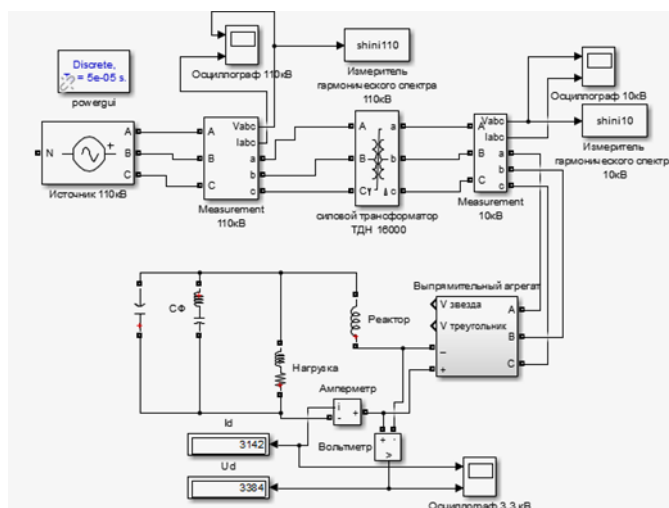 Осциллограф 110кВ
shini110
Измеритель
гармонического спектра
110кВ
Осциллограф 10кВ
shini10
Измеритель
гармонического спектра
10кВ
Discrete,
= 5e-05 s.
powergui
N
A
B
C
+
Источник 110кВ
A
B
C
Vabc
Iabc
a
b
c
Measurement
110кВ
A
B
C
a
b
c
силовой трансформатор
ТДН 16000
A
B
C
Vabc
Iabc
a
b
c
Measurement
10кВ
СФ
Реактор
Нагрузка
Выпрямительный агрегат
V звезда
V треугольник
–
+
A
B
C
Амперметр
i
-
+
Вольтметр
+ -
Id
3142
Ud
3384
Осциллограф 3,3 кВ